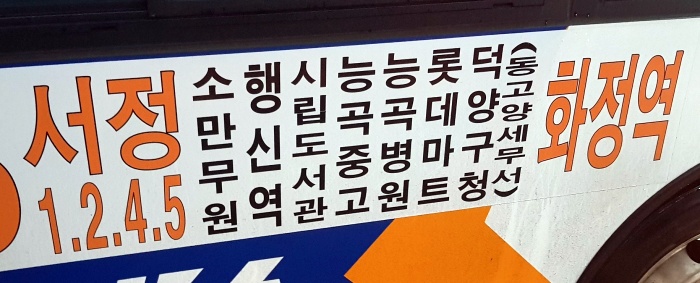 서정
1.2.4.5
소만무원
행신역
시립도서관
능곡중고
능곡병원
롯데마트
덕양구청
(동고양세무서)
화정역